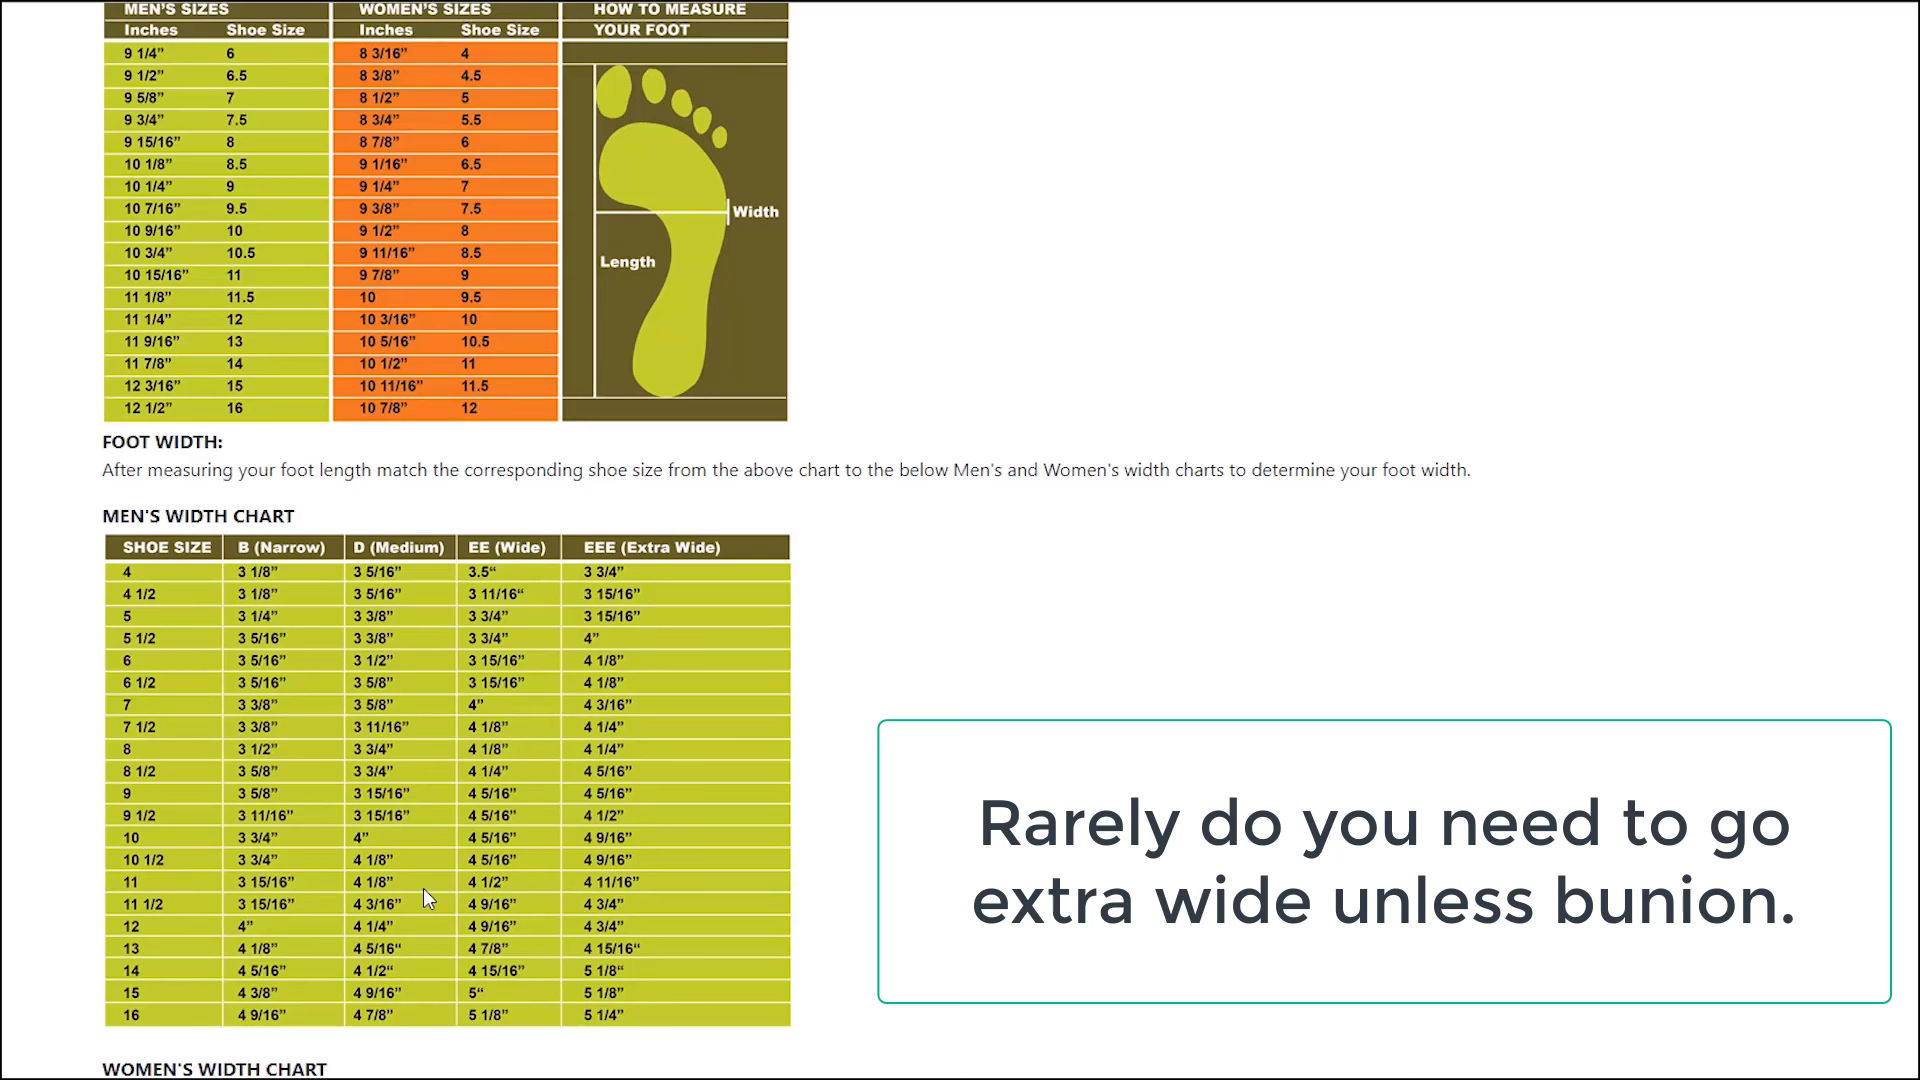 MEN'S SIZES WOMEN'S SIZES HOW TO MEASURE
Inches Shoe Size Inches Shoe Size YOUR FOOT
9 1/4” 6 8 3/16” 4
9 1/2” 6.5 8 3/8” 4.5
9 5/8” 7 8 1/2” 5
9 3/4” 7.5 8 3/4” 5.5
9 15/16” 8 8 7/8” 6
10 1/8” 8.5 9 1/16” 6.5
10 1/4” 9 9 1/4” 7
10 7/16” 9.5 9 3/8” 7.5
10 9/16” 10 9 1/2” 8
10 3/4” 10.5 9 11/16” 8.5
10 15/16” 11 9 7/8” 9
11 1/8” 11.5 10 9.5
11 1/4” 12 10 3/16” 10
11 9/16” 13 10 5/16” 10.5
11 7/8” 14 10 1/2” 11
12 3/16” 15 10 11/16” 11.5
12 1/2” 16 10 7/8” 12
Width
Length
FOOT WIDTH:
After measuring your foot length match the corresponding shoe size from the above chart to the below Men's and Women's width charts to determine your foot width.
MEN'S WIDTH CHART
SHOE SIZE B (Narrow) D (Medium) EE (Wide) EEE (Extra Wide)
4 3 1/8” 3 5/16” 3.5“ 3 3/4”
4 1/2 3 1/8” 3 5/16” 3 11/16“ 3 15/16”
5 3 1/4” 3 3/8” 3 3/4” 3 15/16”
5 1/2 3 5/16” 3 3/8” 3 3/4” 4”
6 3 5/16” 3 1/2” 3 15/16” 4 1/8”
6 1/2 3 5/16” 3 5/8” 3 15/16” 4 1/8”
7 3 3/8” 3 5/8” 4” 4 3/16”
7 1/2 3 3/8” 3 11/16” 4 1/8” 4 1/4”
8 3 1/2” 3 3/4” 4 1/8” 4 1/4”
8 1/2 3 5/8” 3 3/4” 4 1/4” 4 5/16”
9 3 5/8” 3 15/16” 4 5/16” 4 5/16”
9 1/2 3 11/16” 3 15/16” 4 5/16” 4 1/2”
10 3 3/4” 4” 4 5/16” 4 9/16”
10 1/2 3 3/4” 4 1/8” 4 5/16” 4 9/16”
11 3 15/16” 4 1/8” 4 1/2” 4 11/16”
11 1/2 3 15/16” 4 3/16” 4 9/16” 4 3/4”
12 4” 4 1/4” 4 9/16” 4 3/4”
13 4 1/8” 4 5/16“ 4 7/8” 4 15/16“
14 4 5/16” 4 1/2“ 4 15/16” 5 1/8“
15 4 3/8” 4 9/16” 5“ 5 1/8”
16 4 9/16” 4 7/8” 5 1/8” 5 1/4”
Rarely do you need to go
extra wide unless bunion.
WOMEN'S WIDTH CHART